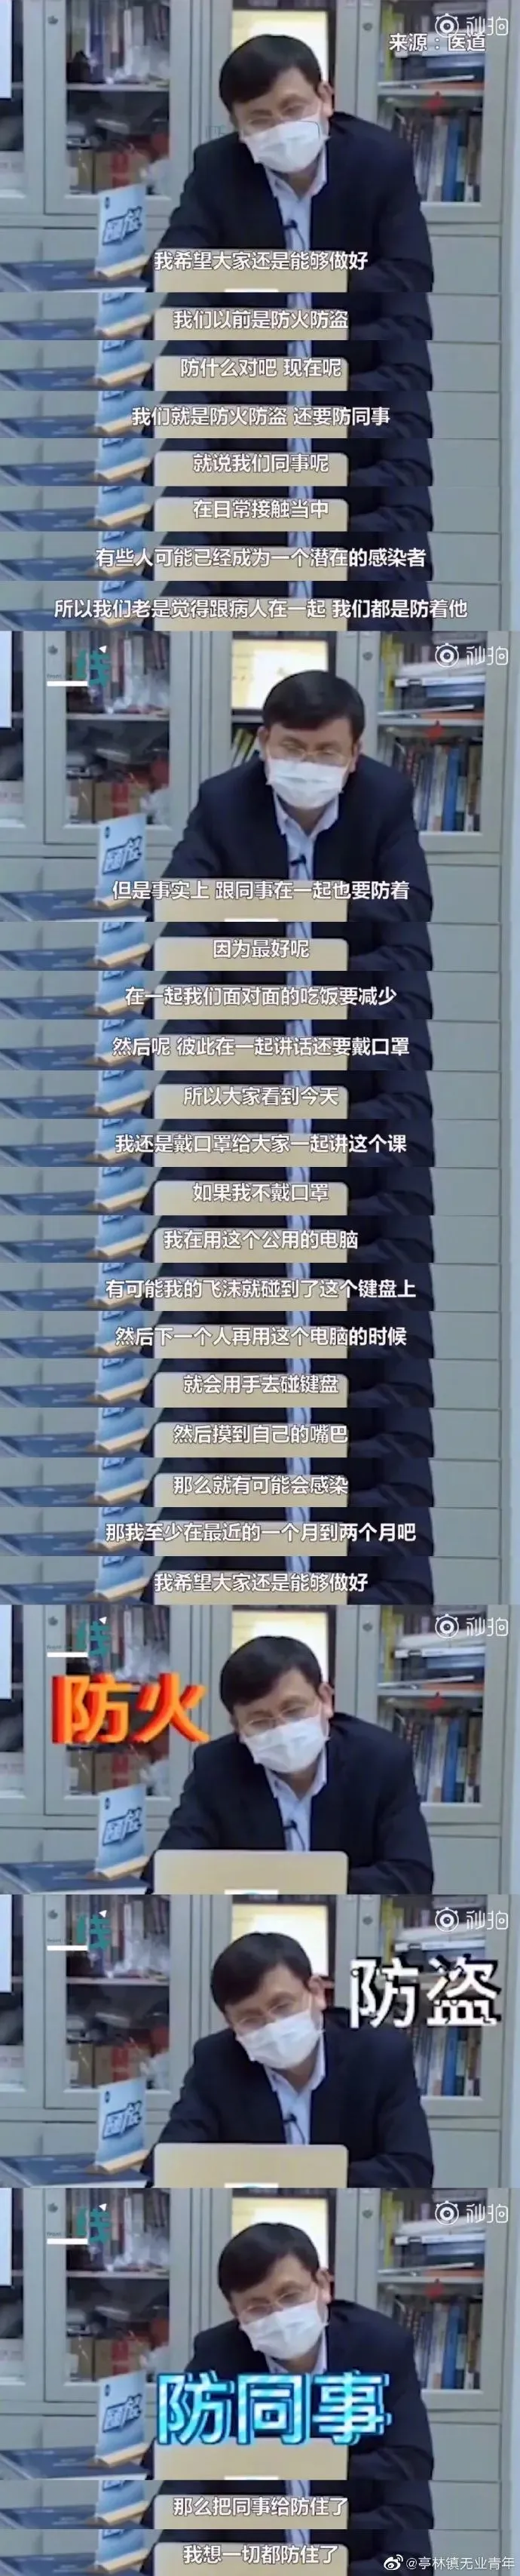 秒拍
来源：医道
我希望大家还是能够做好
我们以前是防火防盗
防什么对吧 现在呢
我们就是防火防盗 还要防同事
就说我们同事呢
在日常接触当中
有些人可能已经成为一个潜在的感染者
所以我们老是觉得跟病人在一起 我们都是防着他
秒拍
但是事实上 跟同事在一起也要防着
因为最好呢
在一起我们面对面的吃饭要减少
然后呢 彼此在一起讲话还要戴口罩
所以大家看到今天
我还是戴口罩给大家一起讲这个课
如果我不戴口罩
我在用这个公用的电脑
有可能我的飞沫就碰到了这个键盘上
然后下一个人再用这个电脑的时候
就会用手去碰键盘
然后摸到自己的嘴巴
那么就有可能会感染
那我至少在最近的一个月到两个月吧
我希望大家还是能够做好
秒拍
防火
秒拍
防盗
秒拍
防同事
那么把同事给防住了
我想一切都防住了
@亭林镇无业青年